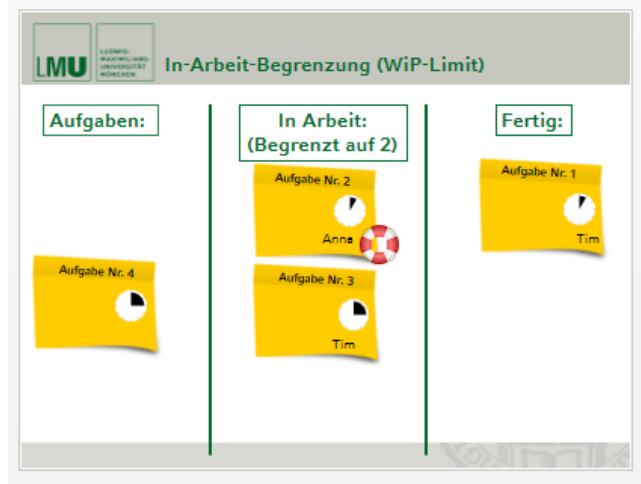 LMU
LUDWIG-
MAXIMILIANS-
UNIVERSITÄT
MÜNCHEN
In-Arbeit-Begrenzung (WiP-Limit)
Aufgaben:
In Arbeit:
(Begrenzt auf 2)
Fertig:
Aufgabe Nr. 4
Aufgabe Nr. 2
Anne
Aufgabe Nr. 3
Tim
Aufgabe Nr. 1
Tim